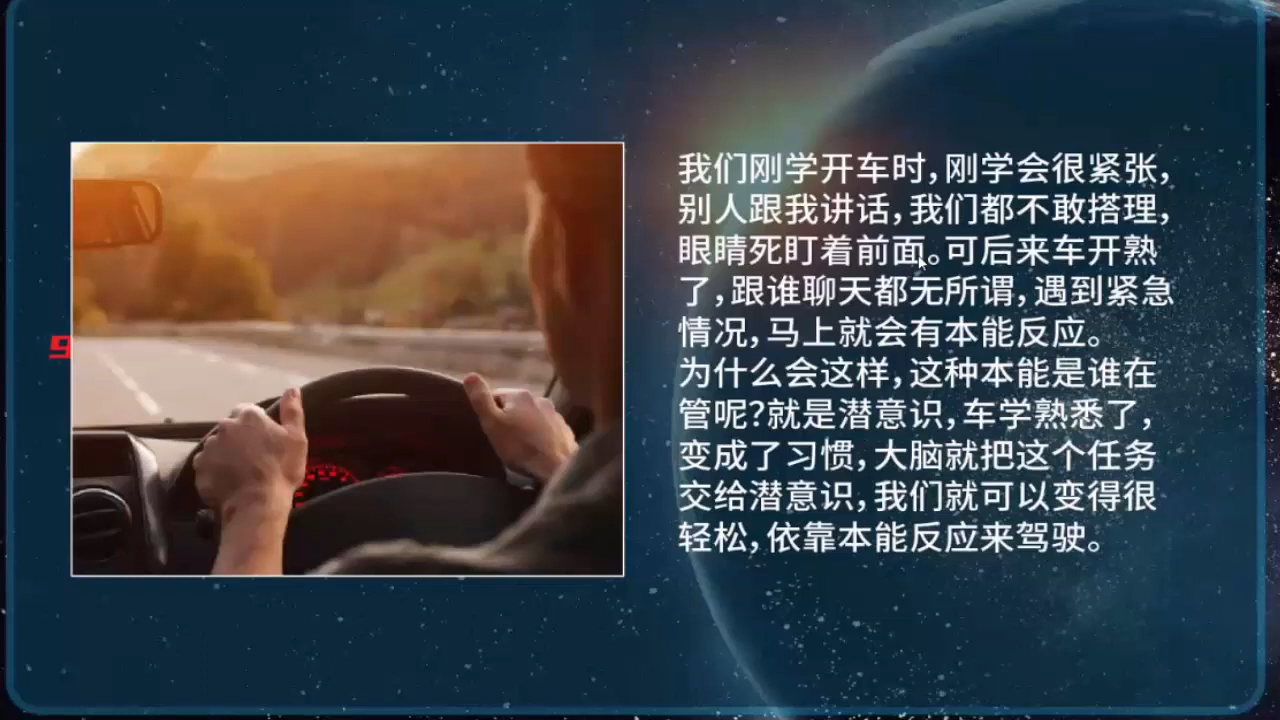 我们刚学开车时，刚学会很紧张，
别人跟我讲话，我们都不敢搭理，
眼睛死盯着前面。可后来车开熟
了，跟谁聊天都无所谓，遇到紧急
情况，马上就会有本能反应。
为什么会这样，这种本能是谁在
管呢？就是潜意识，车学熟悉了，
变成了习惯，大脑就把这个任务
交给潜意识，我们就可以变得很
轻松，依靠本能反应来驾驶。